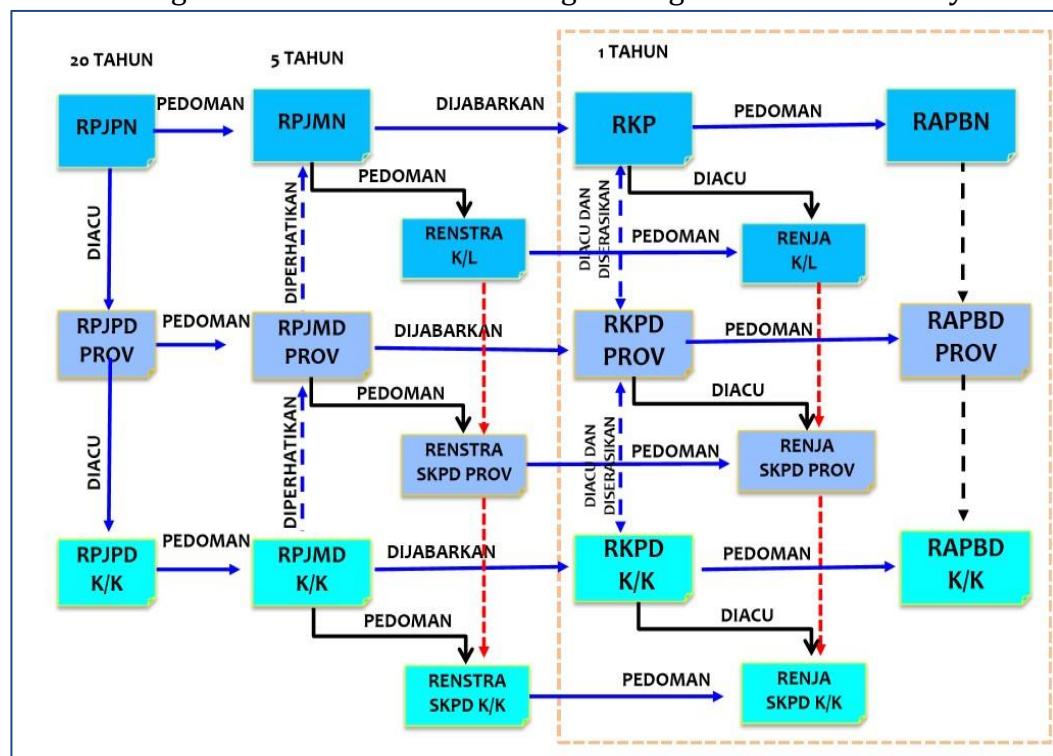 20 TAHUN
5 TAHUN
1 TAHUN
RPJPN
PEDOMAN
RPJMN
DIJABARKAN
RKP
PEDOMAN
RAPBN
DIACU
DIPERHATIKAN
PEDOMAN
RENSTRA
K/L
PEDOMAN
DIACU DAN
DISERASIKAN
DIACU
RENJA
K/L
RPJPD
PROV
PEDOMAN
RPJMD
PROV
DIJABARKAN
RKPD
PROV
PEDOMAN
RAPBD
PROV
DIACU
DIPERHATIKAN
PEDOMAN
RENSTRA
SKPD PROV
PEDOMAN
DIACU DAN
DISERASIKAN
DIACU
RENJA
SKPD PROV
RPJPD
K/K
PEDOMAN
RPJMD
K/K
DIJABARKAN
RKPD
K/K
PEDOMAN
RAPBD
K/K
PEDOMAN
RENSTRA
SKPD K/K
PEDOMAN
DIACU
RENJA
SKPD K/K